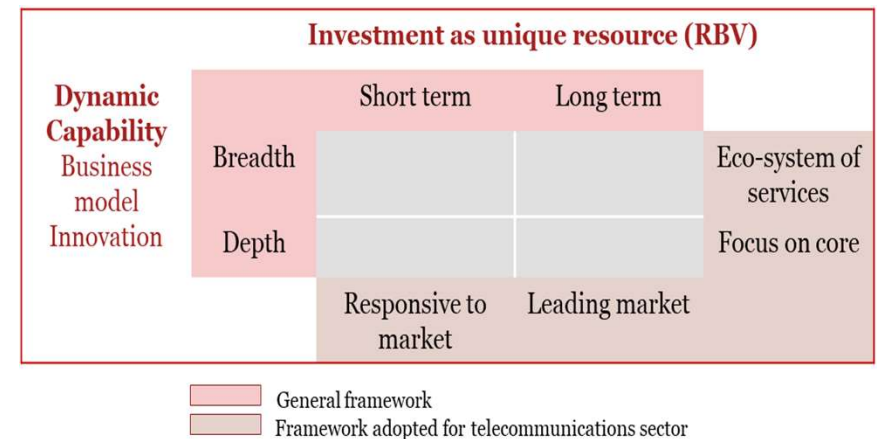 Investment as unique resource (RBV)
Dynamic
Capability
Business
model
Innovation
Short term
Long term
Breadth
Eco-system of
services
Depth
Focus on core
Responsive to
market
Leading market
General framework
Framework adopted for telecommunications sector